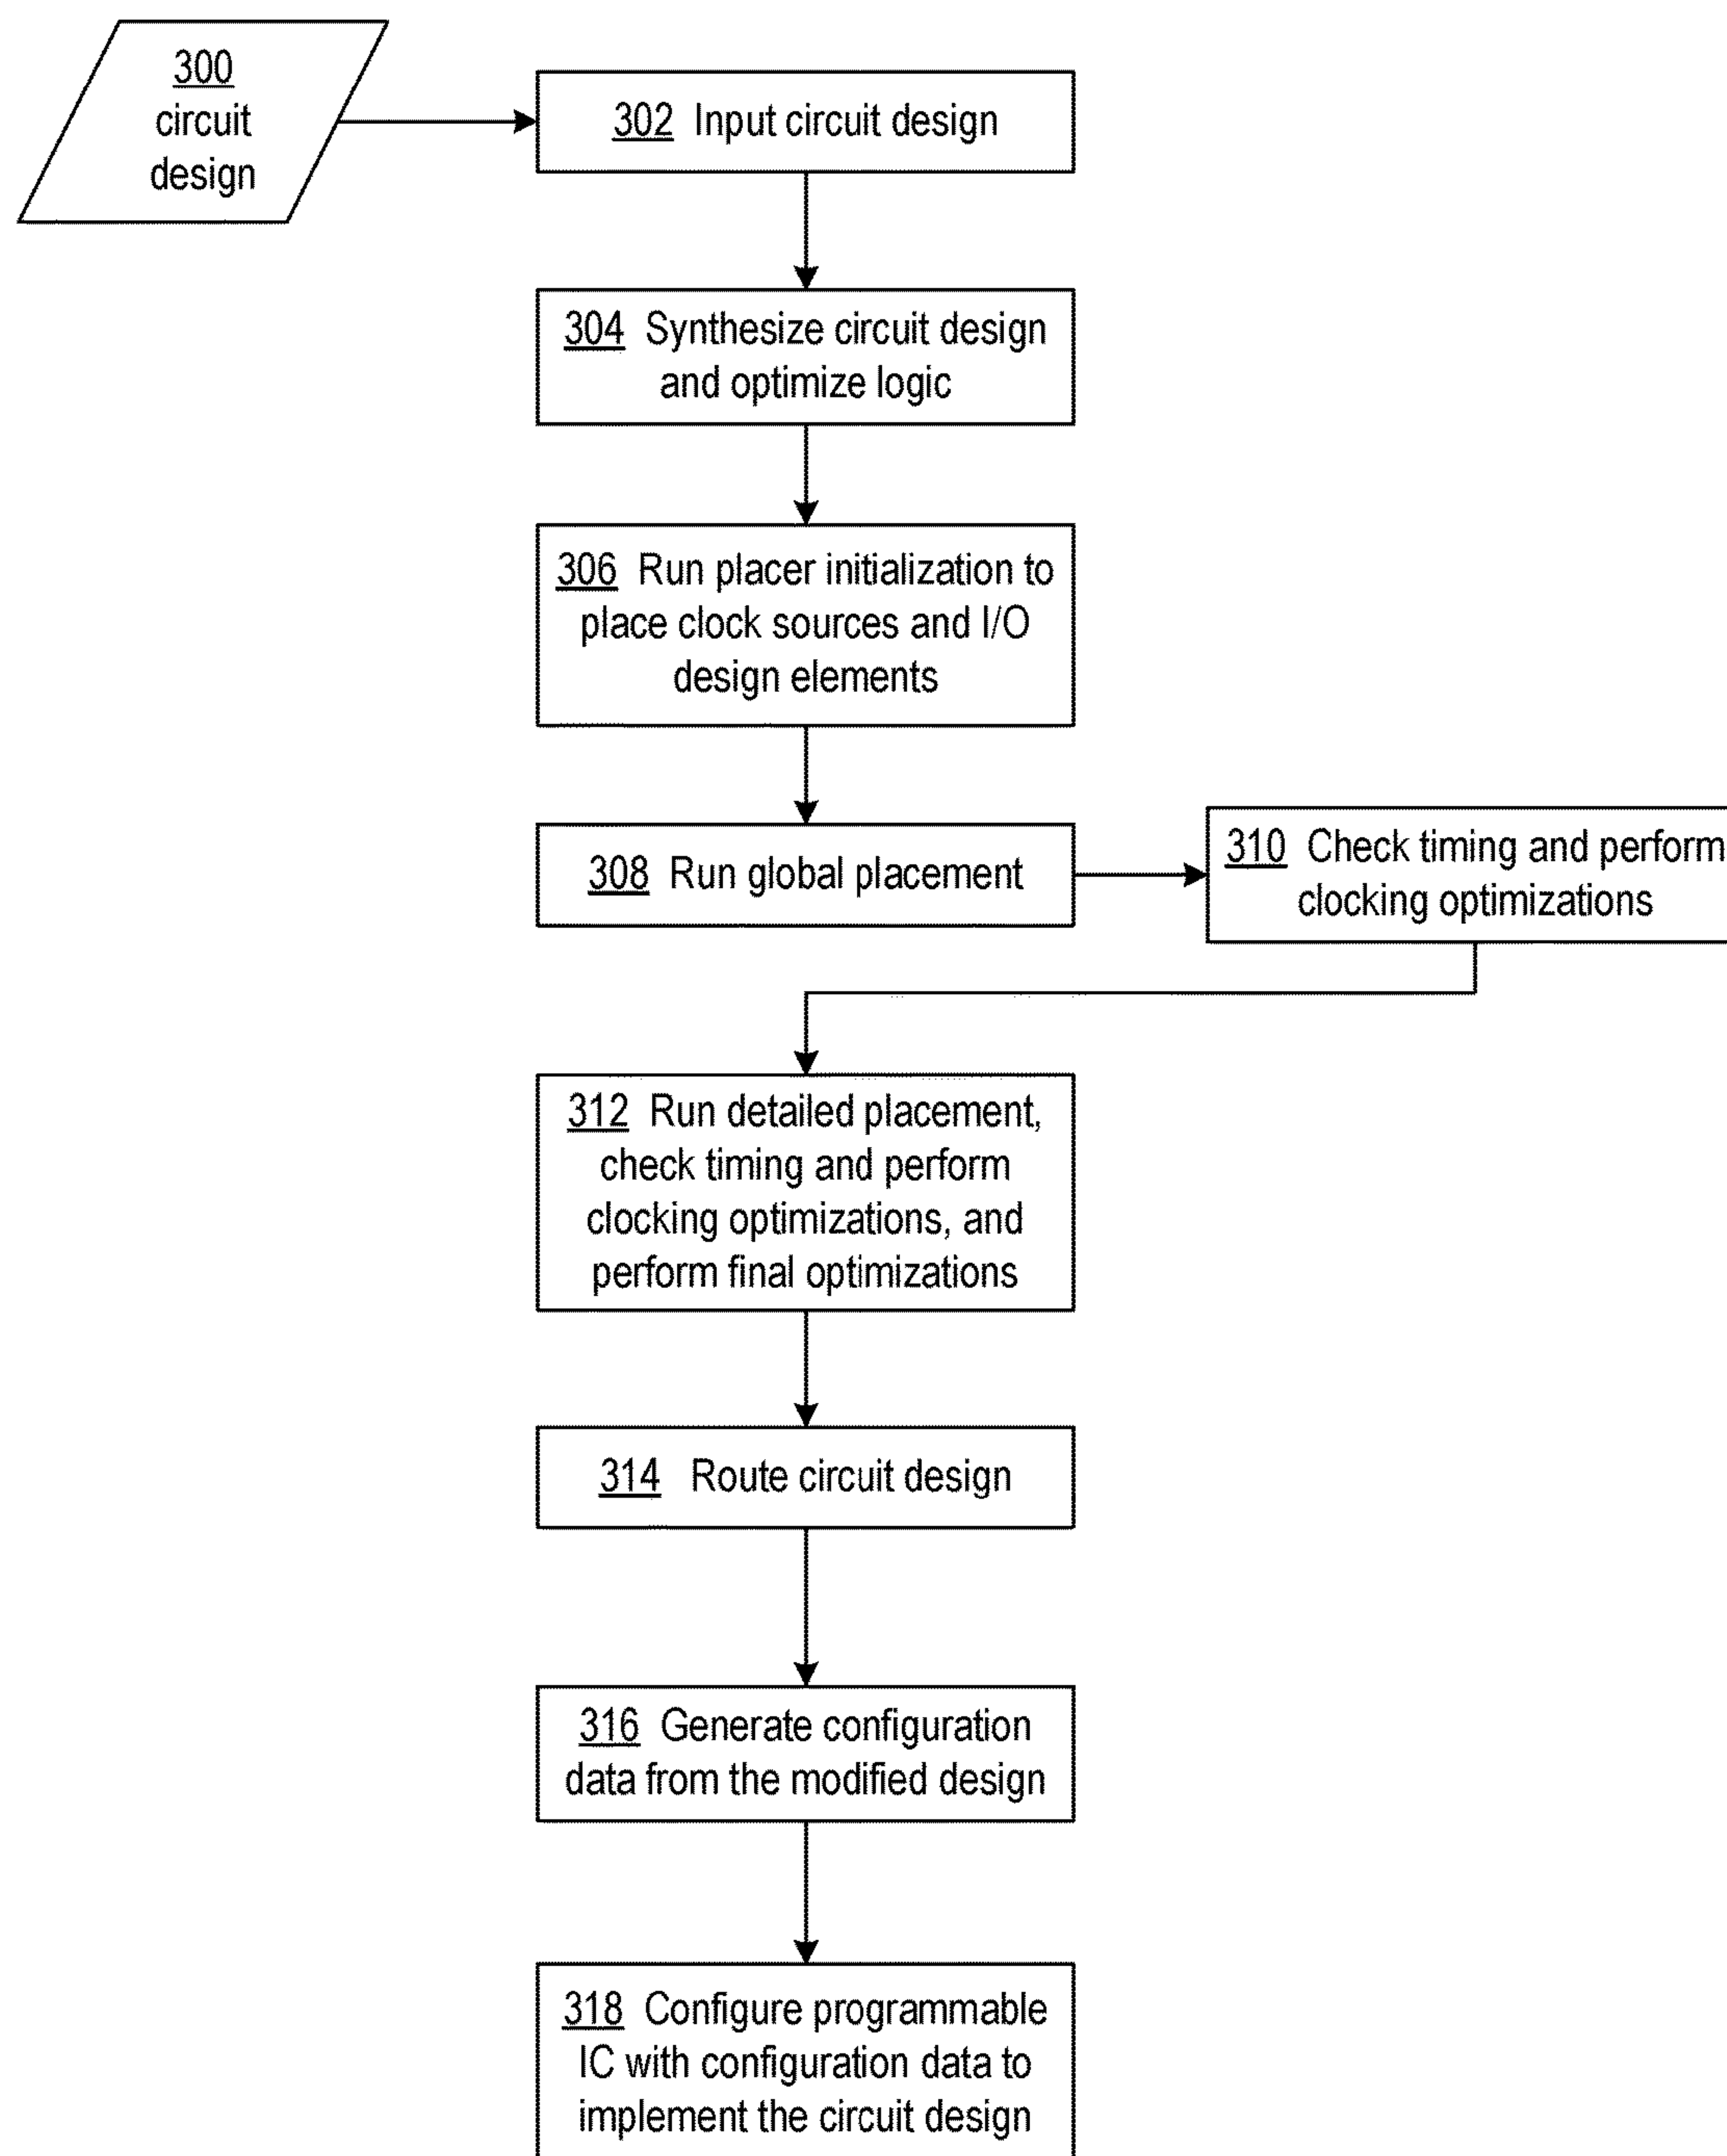 300
circuit
design
302 Input circuit design
304 Synthesize circuit design
and optimize logic
306 Run placer initialization to
place clock sources and I/O
design elements
308 Run global placement
310 Check timing and perform
clocking optimizations
312 Run detailed placement,
check timing and perform
clocking optimizations, and
perform final optimizations
314 Route circuit design
316 Generate configuration
data from the modified design
318 Configure programmable
IC with configuration data to
implement the circuit design